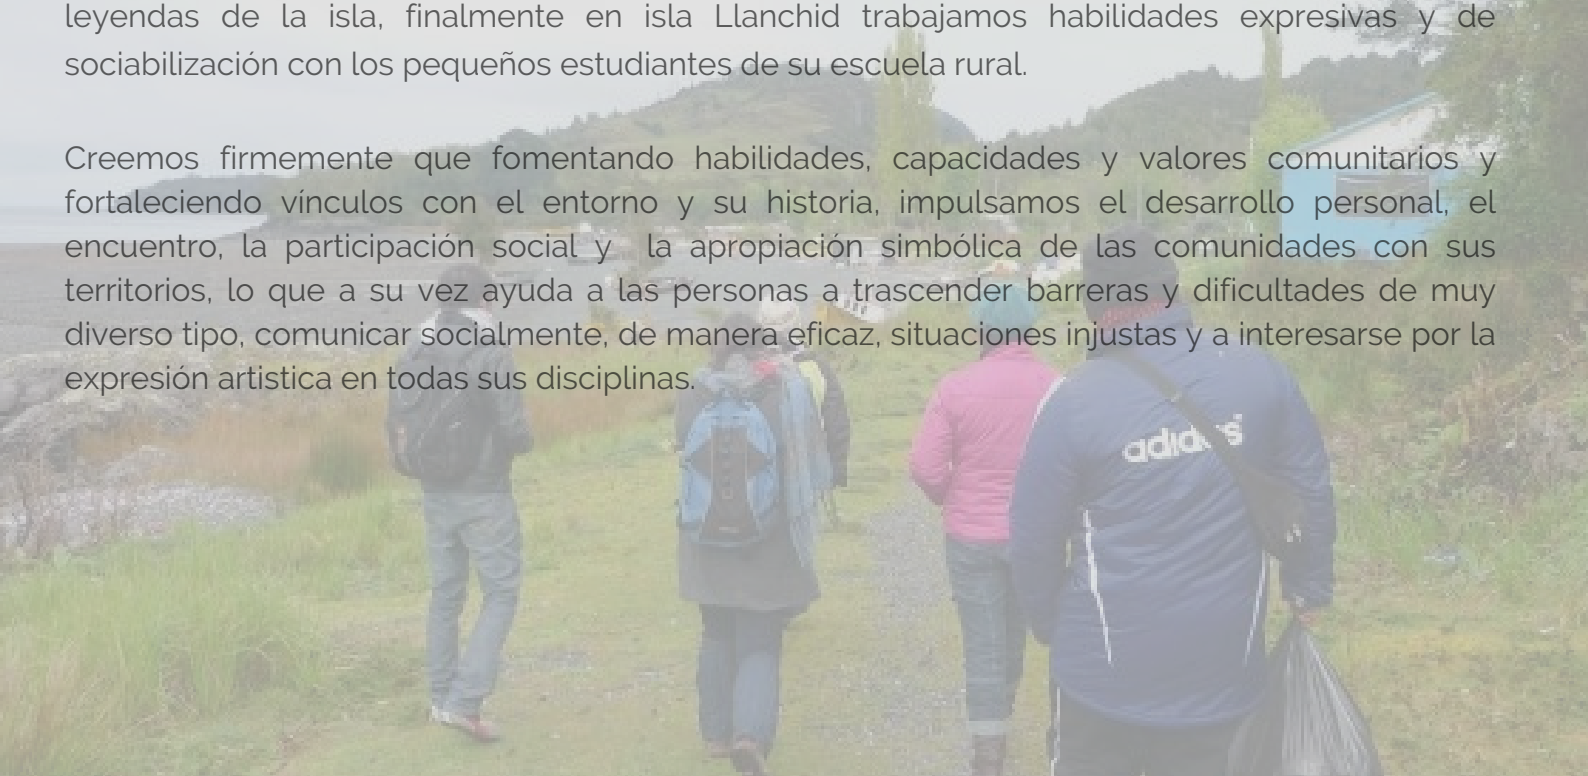 leyendas de la isla, finalmente en isla Llanchid trabajamos habilidades expresivas y de
sociabilización con los pequeños estudiantes de su escuela rural.
Creemos firmemente que fomentando habilidades, capacidades y valores comunitarios y
fortaleciendo vínculos con el entorno y su historia, impulsamos el desarrollo personal, el
encuentro, la participación social y la apropiación simbólica de las comunidades con sus
territorios, lo que a su vez ayuda a las personas a trascender barreras y dificultades de muy
diverso tipo, comunicar socialmente, de manera eficaz, situaciones injustas y a interesarse por la
expresión artistica en todas sus disciplinas.
adidas